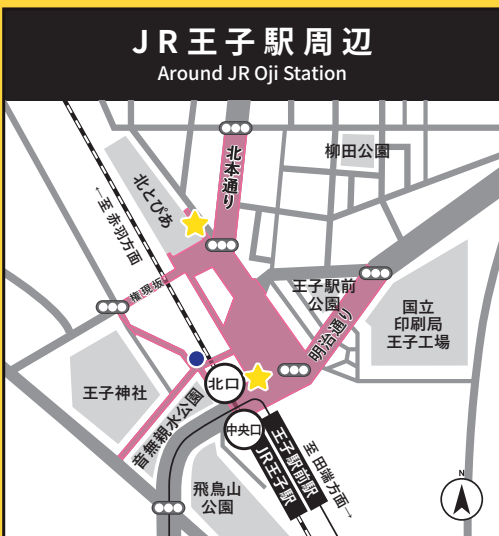 JR王子駅周辺
Around JR Oji Station
北本通り
柳田公園
北とぴあ
←至 赤羽方面
権現坂
王子駅前
公園
国立
印刷局
王子工場
明治通り
王子神社
北口
音無親水公園
中央口
王子駅前駅
JR王子駅
至 田端方面→
飛鳥山
公園
N